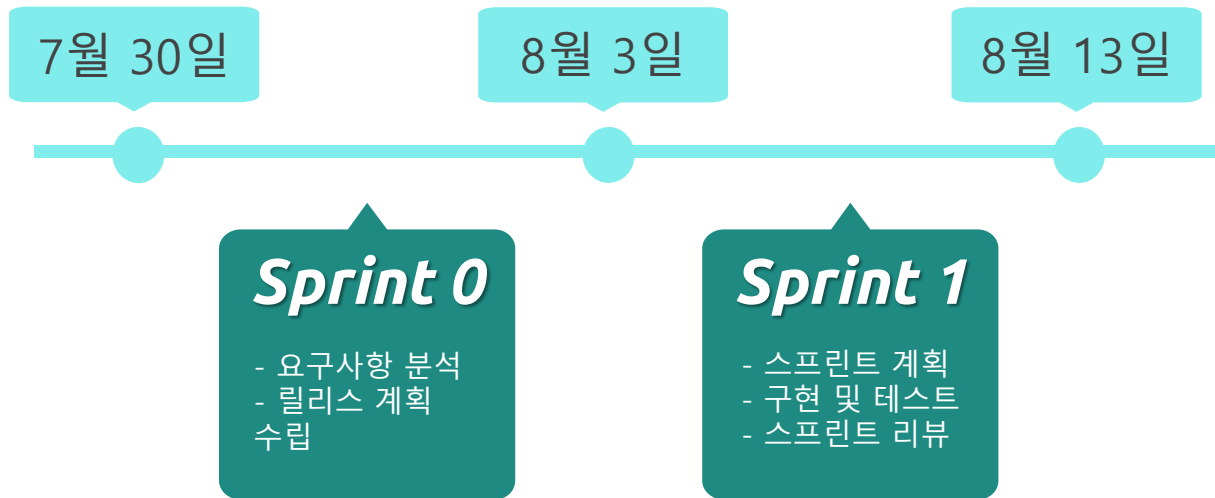 7월 30일
8월 3일
8월 13일
Sprint 0
- 요구사항 분석
- 릴리스 계획
수립
Sprint 1
- 스프린트 계획
- 구현 및 테스트
- 스프린트 리뷰